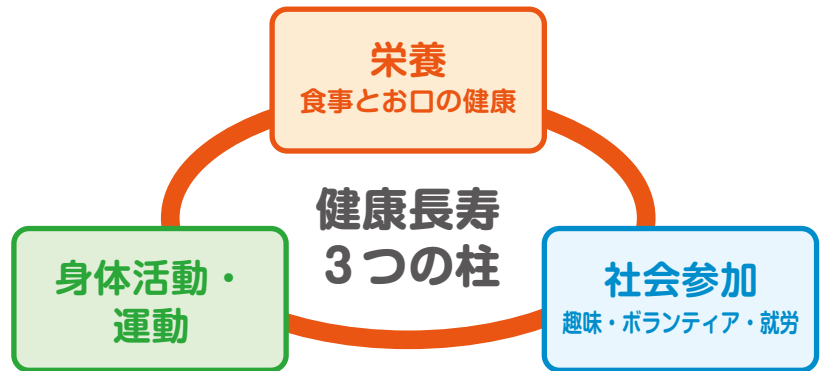 栄養
食事とお口の健康
健康長寿
3つの柱
身体活動・
運動
社会参加
趣味・ボランティア・就労